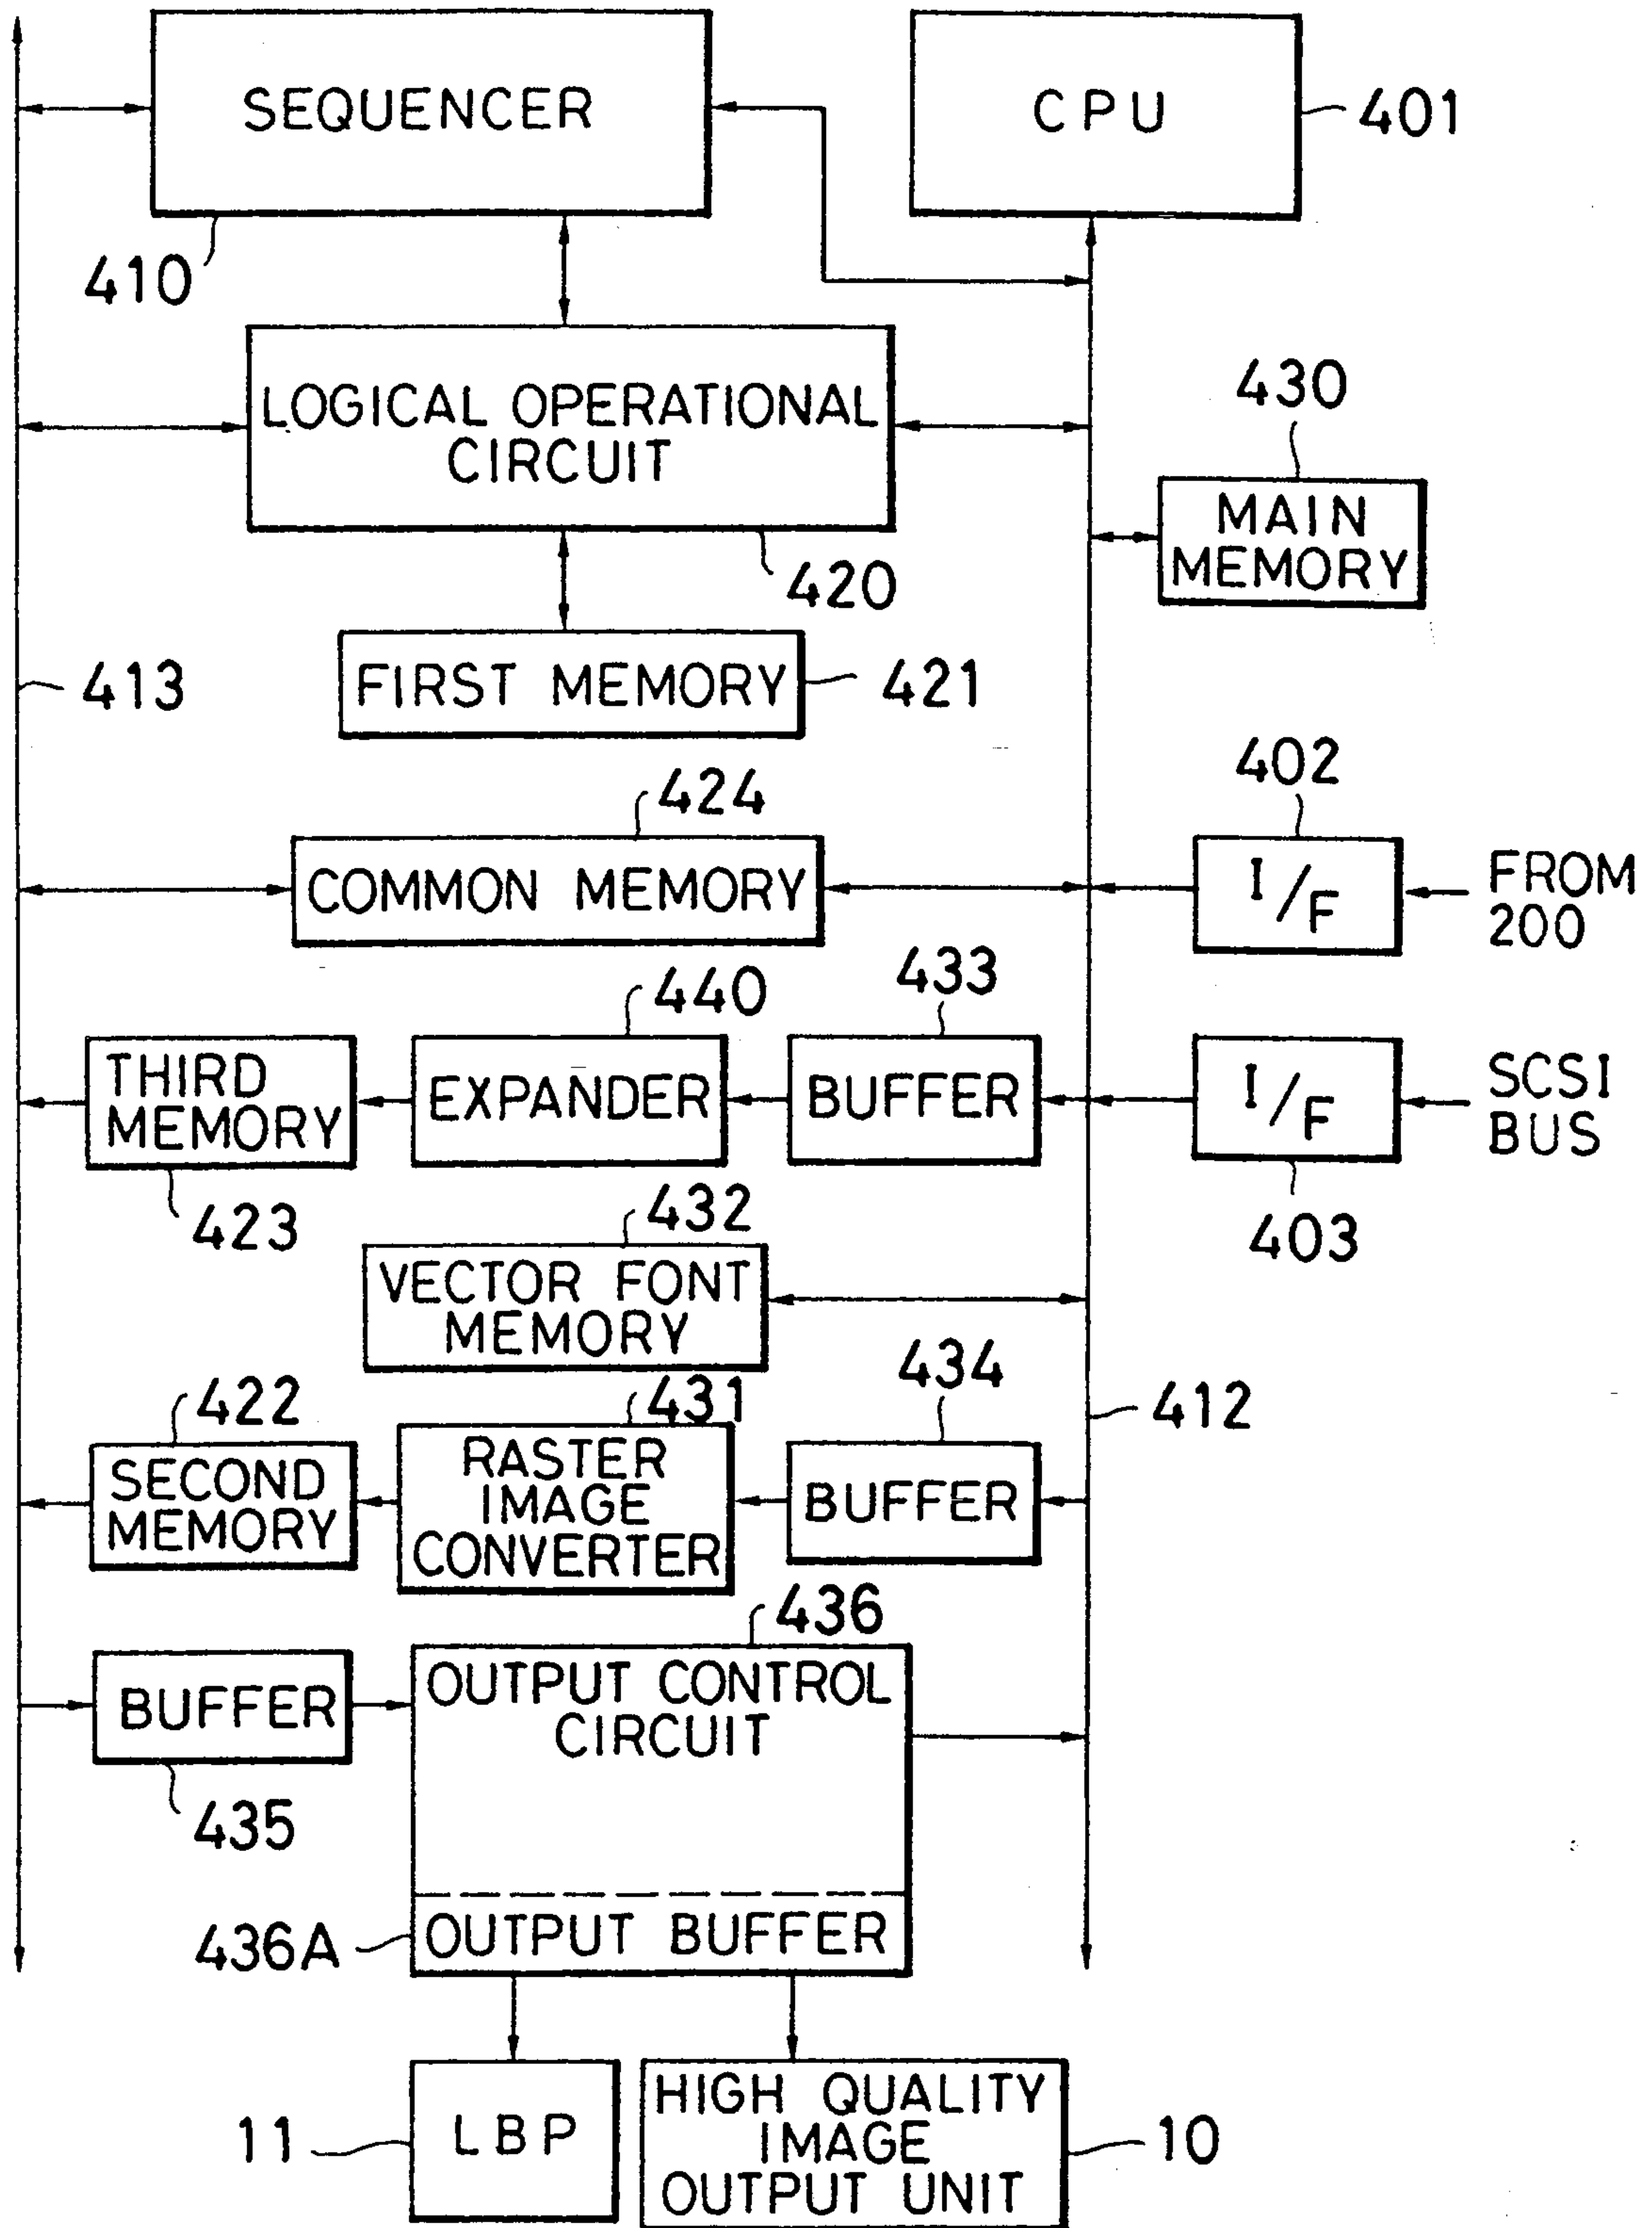 SEQUENCER
CPU
401
410
LOGICAL OPERATIONAL
CIRCUIT
430
MAIN
MEMORY
420
413
FIRST MEMORY
421
424
402
COMMON MEMORY
I/F
FROM
200
440
433
THIRD
MEMORY
EXPANDER
BUFFER
I/F
SCSI
BUS
423
432
403
VECTOR FONT
MEMORY
434
422
431
412
SECOND
MEMORY
RASTER
IMAGE
CONVERTER
BUFFER
436
BUFFER
OUTPUT CONTROL
CIRCUIT
435
436A
OUTPUT BUFFER
11
LBP
HIGH QUALITY
IMAGE
OUTPUT UNIT
10